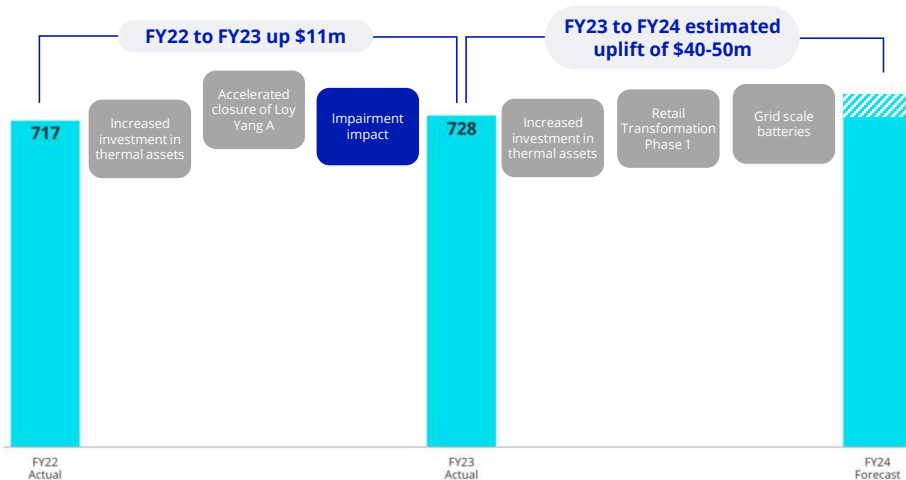 FY22 to FY23 up $11m
FY23 to FY24 estimated
uplift of $40-50m
717
Increased
investment in
thermal assets
Accelerated
closure of Loy
Yang A
Impairment
impact
728
Increased
investment in
thermal assets
Retail
Transformation
Phase 1
Grid scale
batteries
FY22
Actual
FY23
Actual
FY24
Forecast